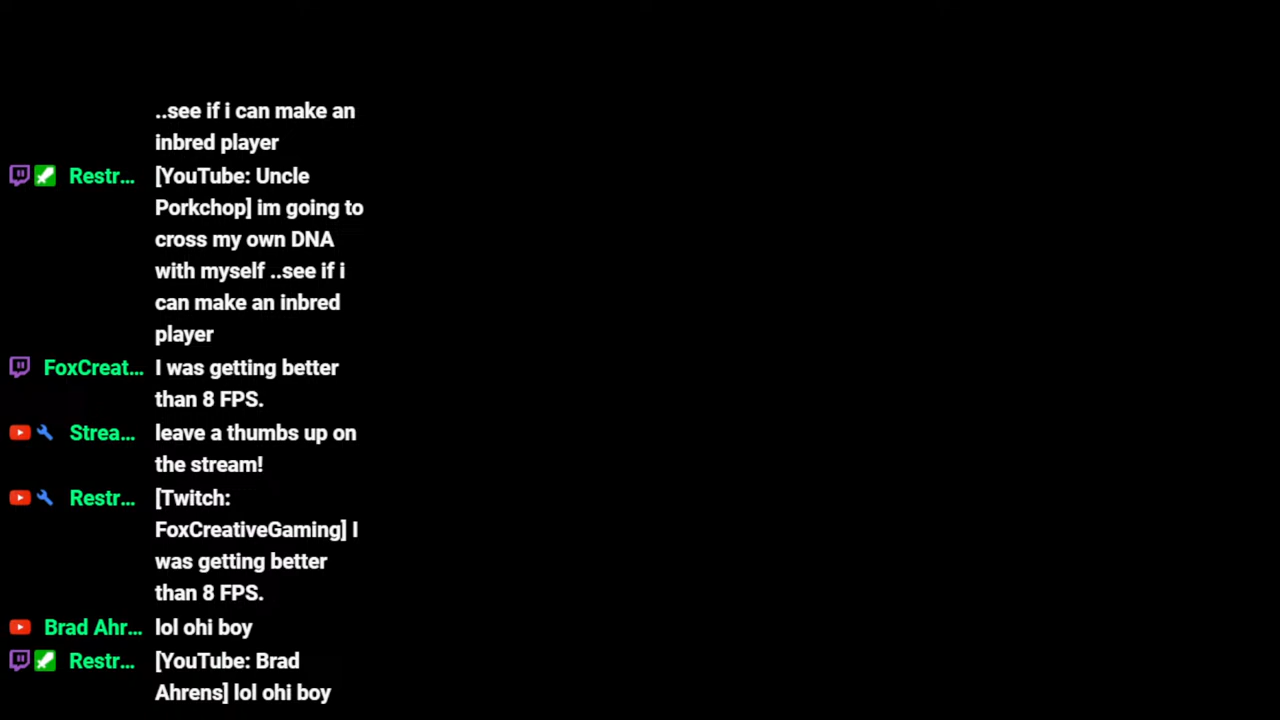 ..see if i can make an
inbred player
Restr... [YouTube: Uncle
Porkchop] im going to
cross my own DNA
with myself ..see if i
can make an inbred
player
FoxCreat... I was getting better
than 8 FPS.
Strea... leave a thumbs up on
the stream!
Restr... [Twitch:
FoxCreativeGaming] I
was getting better
than 8 FPS.
Brad Ahr... lol ohi boy
Restr... [YouTube: Brad
Ahrens] lol ohi boy